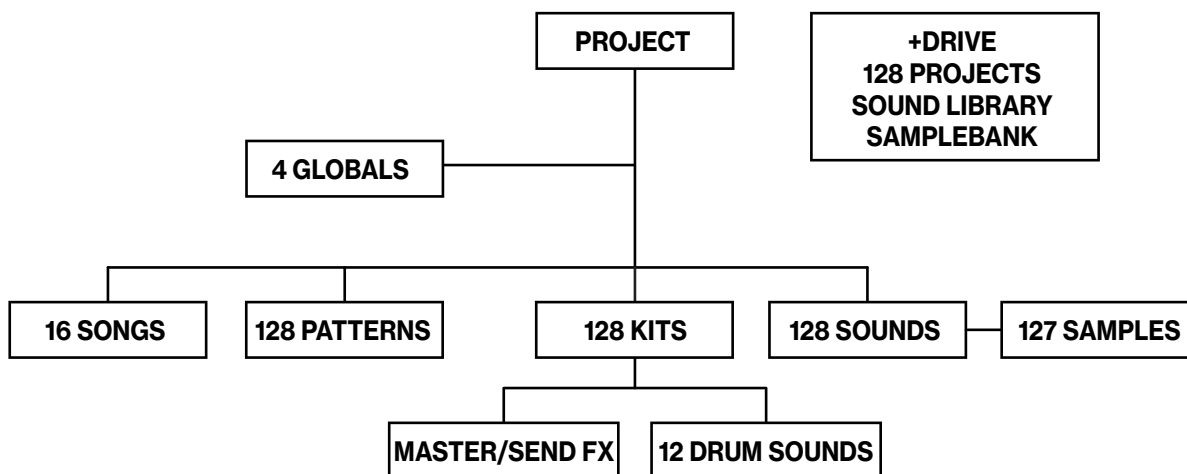 PROJECT
+DRIVE
128 PROJECTS
SOUND LIBRARY
SAMPLEBANK
4 GLOBALS
16 SONGS
128 PATTERNS
128 KITS
128 SOUNDS
127 SAMPLES
MASTER/SEND FX
12 DRUM SOUNDS